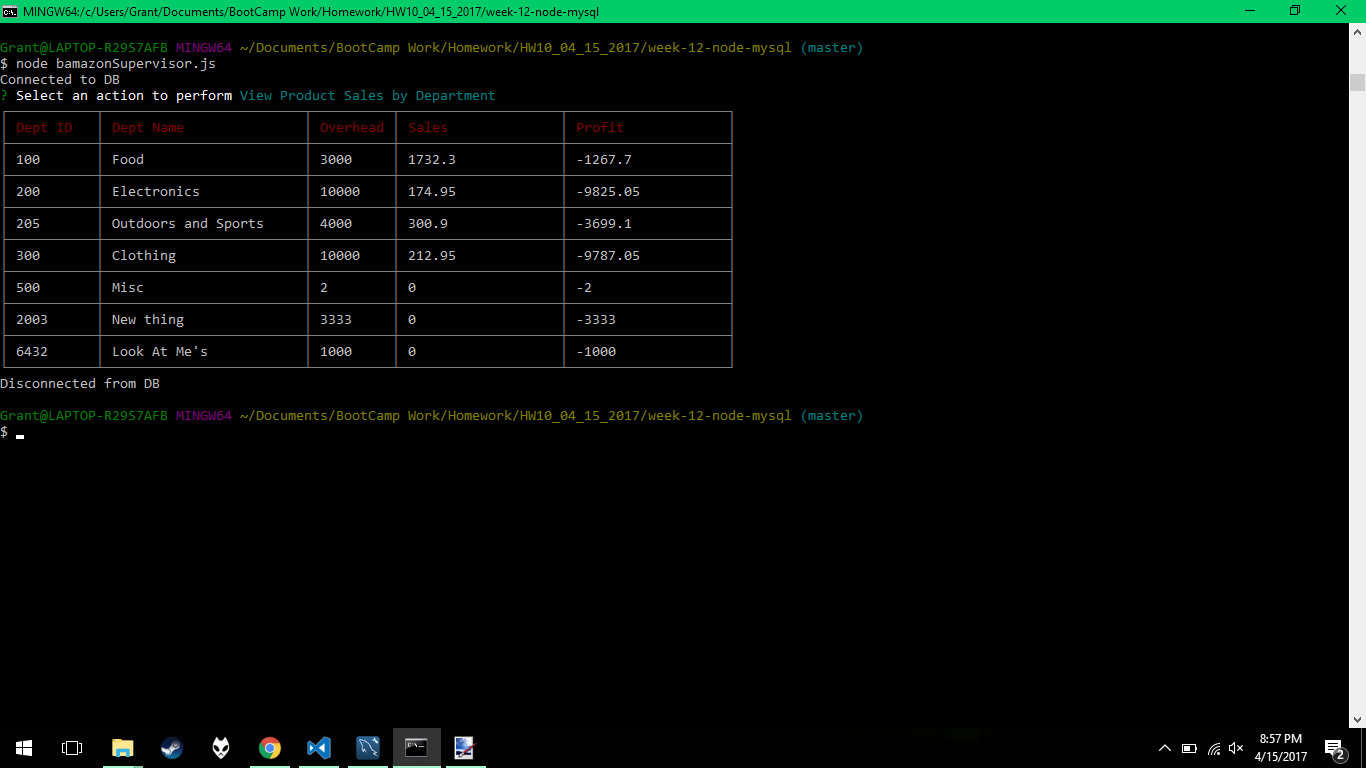 MINGW64:/c/Users/Grant/Documents/BootCamp Work/Homework/HW10_04_15_2017/week-12-node-mysql
Grant@LAPTOP-R29S7AFB MINGW64 ~/Documents/BootCamp Work/Homework/HW10_04_15_2017/week-12-node-mysql (master)
$ node bamazonSupervisor.js
Connected to DB
? Select an action to perform View Product Sales by Department
Dept ID Dept Name Overhead Sales Profit
100 Food 3000 1732.3 -1267.7
200 Electronics 10000 174.95 -9825.05
205 Outdoors and Sports 4000 300.9 -3699.1
300 Clothing 10000 212.95 -9787.05
500 Misc 2 0 -2
2003 New thing 3333 0 -3333
6432 Look At Me's 1000 0 -1000
Disconnected from DB
Grant@LAPTOP-R29S7AFB MINGW64 ~/Documents/BootCamp Work/Homework/HW10_04_15_2017/week-12-node-mysql (master)
$
8:57 PM
4/15/2017
2